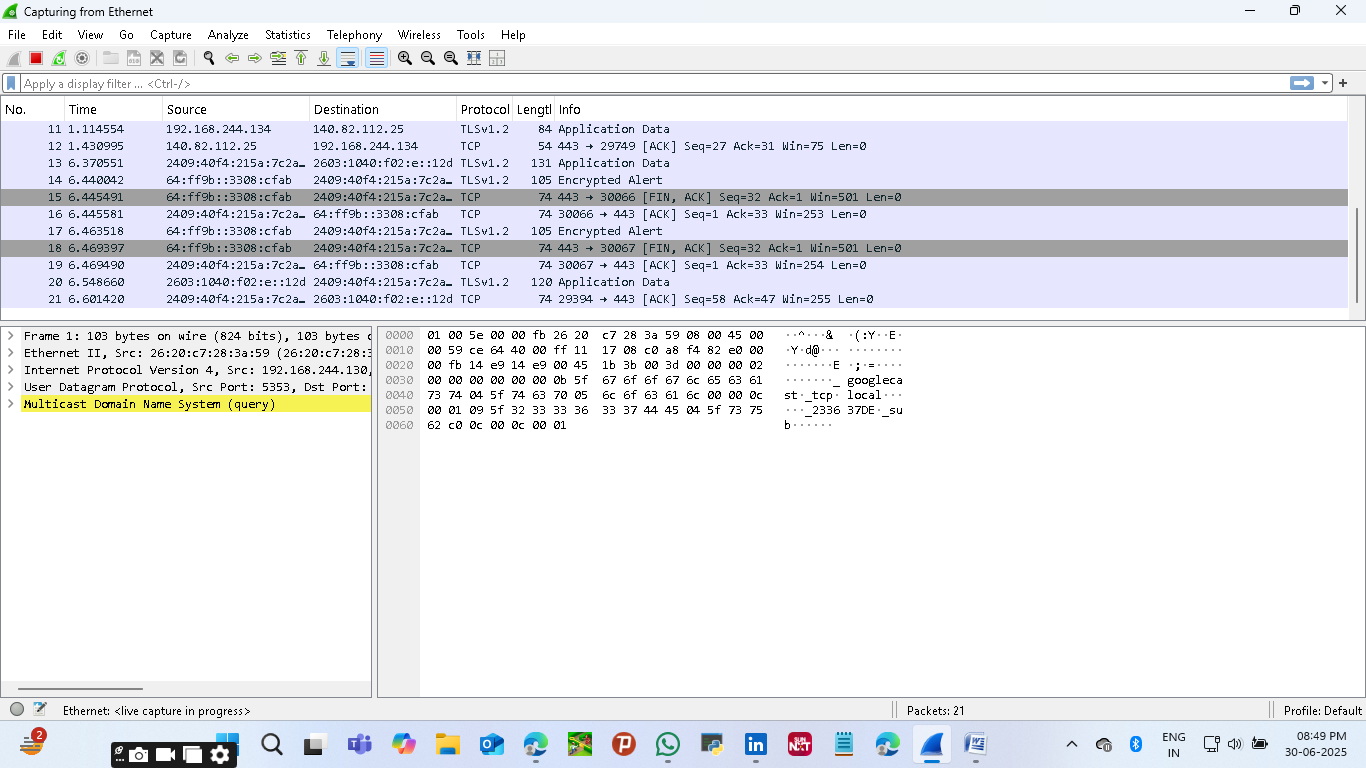 Capturing from Ethernet
File Edit View Go Capture Analyze Statistics Telephony Wireless Tools Help
Apply a display filter ... <Ctrl-/>
No. Time Source Destination Protocol Lengtl Info
11 1.114554 192.168.244.134 140.82.112.25 TLSv1.2 84 Application Data
12 1.430995 140.82.112.25 192.168.244.134 TCP 54 443 → 29749 [ACK] Seq=27 Ack=31 Win=75 Len=0
13 6.370551 2409:40f4:215a:7c2a… 2603:1040:f02:e::12d TLSv1.2 131 Application Data
14 6.440042 64:ff9b::3308:cfab 2409:40f4:215a:7c2a… TLSv1.2 105 Encrypted Alert
15 6.445491 64:ff9b::3308:cfab 2409:40f4:215a:7c2a… TCP 74 443 → 30066 [FIN, ACK] Seq=32 Ack=1 Win=501 Len=0
16 6.445581 2409:40f4:215a:7c2a… 64:ff9b::3308:cfab TCP 74 30066 → 443 [ACK] Seq=1 Ack=33 Win=253 Len=0
17 6.463518 64:ff9b::3308:cfab 2409:40f4:215a:7c2a… TLSv1.2 105 Encrypted Alert
18 6.469397 64:ff9b::3308:cfab 2409:40f4:215a:7c2a… TCP 74 443 → 30067 [FIN, ACK] Seq=32 Ack=1 Win=501 Len=0
19 6.469490 2409:40f4:215a:7c2a… 64:ff9b::3308:cfab TCP 74 30067 → 443 [ACK] Seq=1 Ack=33 Win=254 Len=0
20 6.548660 2603:1040:f02:e::12d 2409:40f4:215a:7c2a… TLSv1.2 120 Application Data
21 6.601420 2409:40f4:215a:7c2a… 2603:1040:f02:e::12d TCP 74 29394 → 443 [ACK] Seq=58 Ack=47 Win=255 Len=0
Frame 1: 103 bytes on wire (824 bits), 103 bytes c
Ethernet II, Src: 26:20:c7:28:3a:59 (26:20:c7:28:3
Internet Protocol Version 4, Src: 192.168.244.130,
User Datagram Protocol, Src Port: 5353, Dst Port:
Multicast Domain Name System (query)
0000 01 00 5e 00 00 fb 26 20 c7 28 3a 59 08 00 45 00 ··^···& ·(:Y··E·
0010 00 59 ce 64 40 00 ff 11 17 08 c0 a8 f4 82 e0 00 ·Y·d@··· ········
0020 00 fb 14 e9 14 e9 00 45 1b 3b 00 3d 00 00 00 02 ·······E ·;·=····
0030 00 00 00 00 00 00 0b 5f 67 6f 6f 67 6c 65 63 61 ·······_ googleca
0040 73 74 04 5f 74 63 70 05 6c 6f 63 61 6c 00 00 0c st·_tcp· local···
0050 00 01 09 5f 32 33 33 36 33 37 44 45 04 5f 73 75 ···_2336 37DE·_su
0060 62 c0 0c 00 0c 00 01 b······
Ethernet: <live capture in progress>
Packets: 21
Profile: Default
2
SUN
NXT
ENG
IN
08:49 PM
30-06-2025